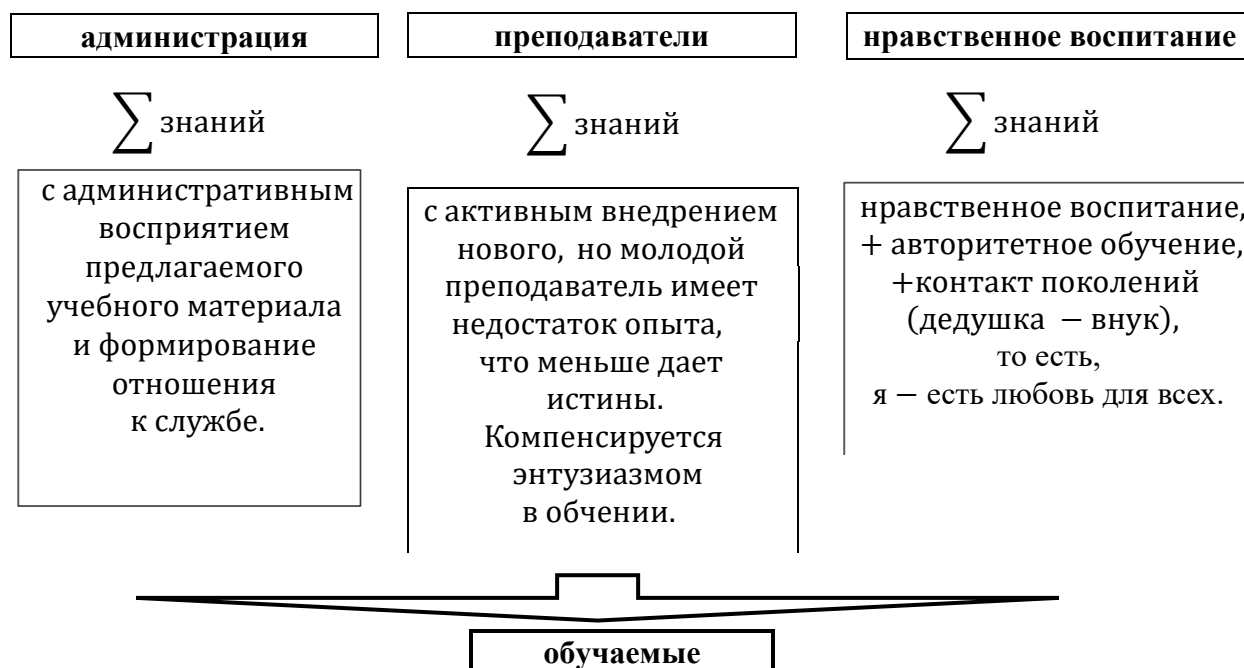 администрация
∑ знаний
с административным
восприятием
предлагаемого
учебного материала
и формирование
отношения
к службе.
преподаватели
∑ знаний
с активным внедрением
нового, но молодой
преподаватель имеет
недостаток опыта,
что меньше дает
истины.
Компенсируется
энтузиазмом
в обчении.
нравственное воспитание
∑ знаний
нравственное воспитание,
+ авторитетное обучение,
+контакт поколений
(дедушка − внук),
то есть,
я − есть любовь для всех.
обучаемые